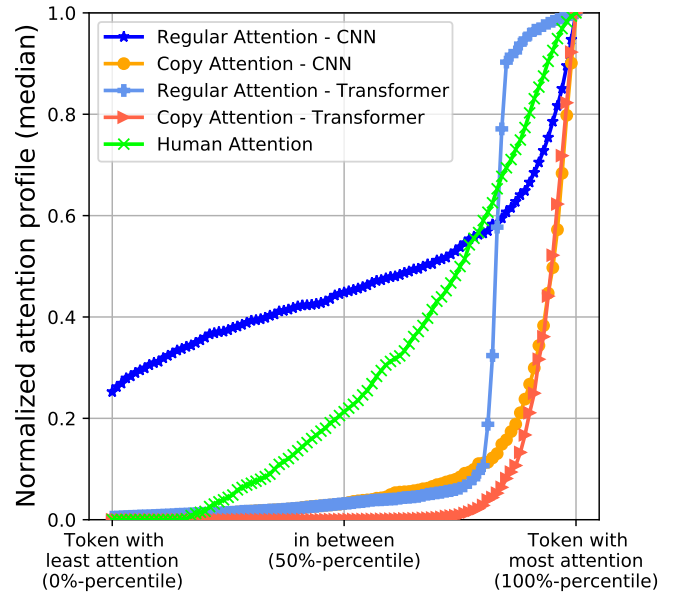 Normalized attention profile (median)
1.0
0.8
0.6
0.4
0.2
0.0
Regular Attention - CNN
Copy Attention - CNN
Regular Attention - Transformer
Copy Attention - Transformer
Human Attention
Token with
least attention
(0%-percentile)
in between
(50%-percentile)
Token with
most attention
(100%-percentile)